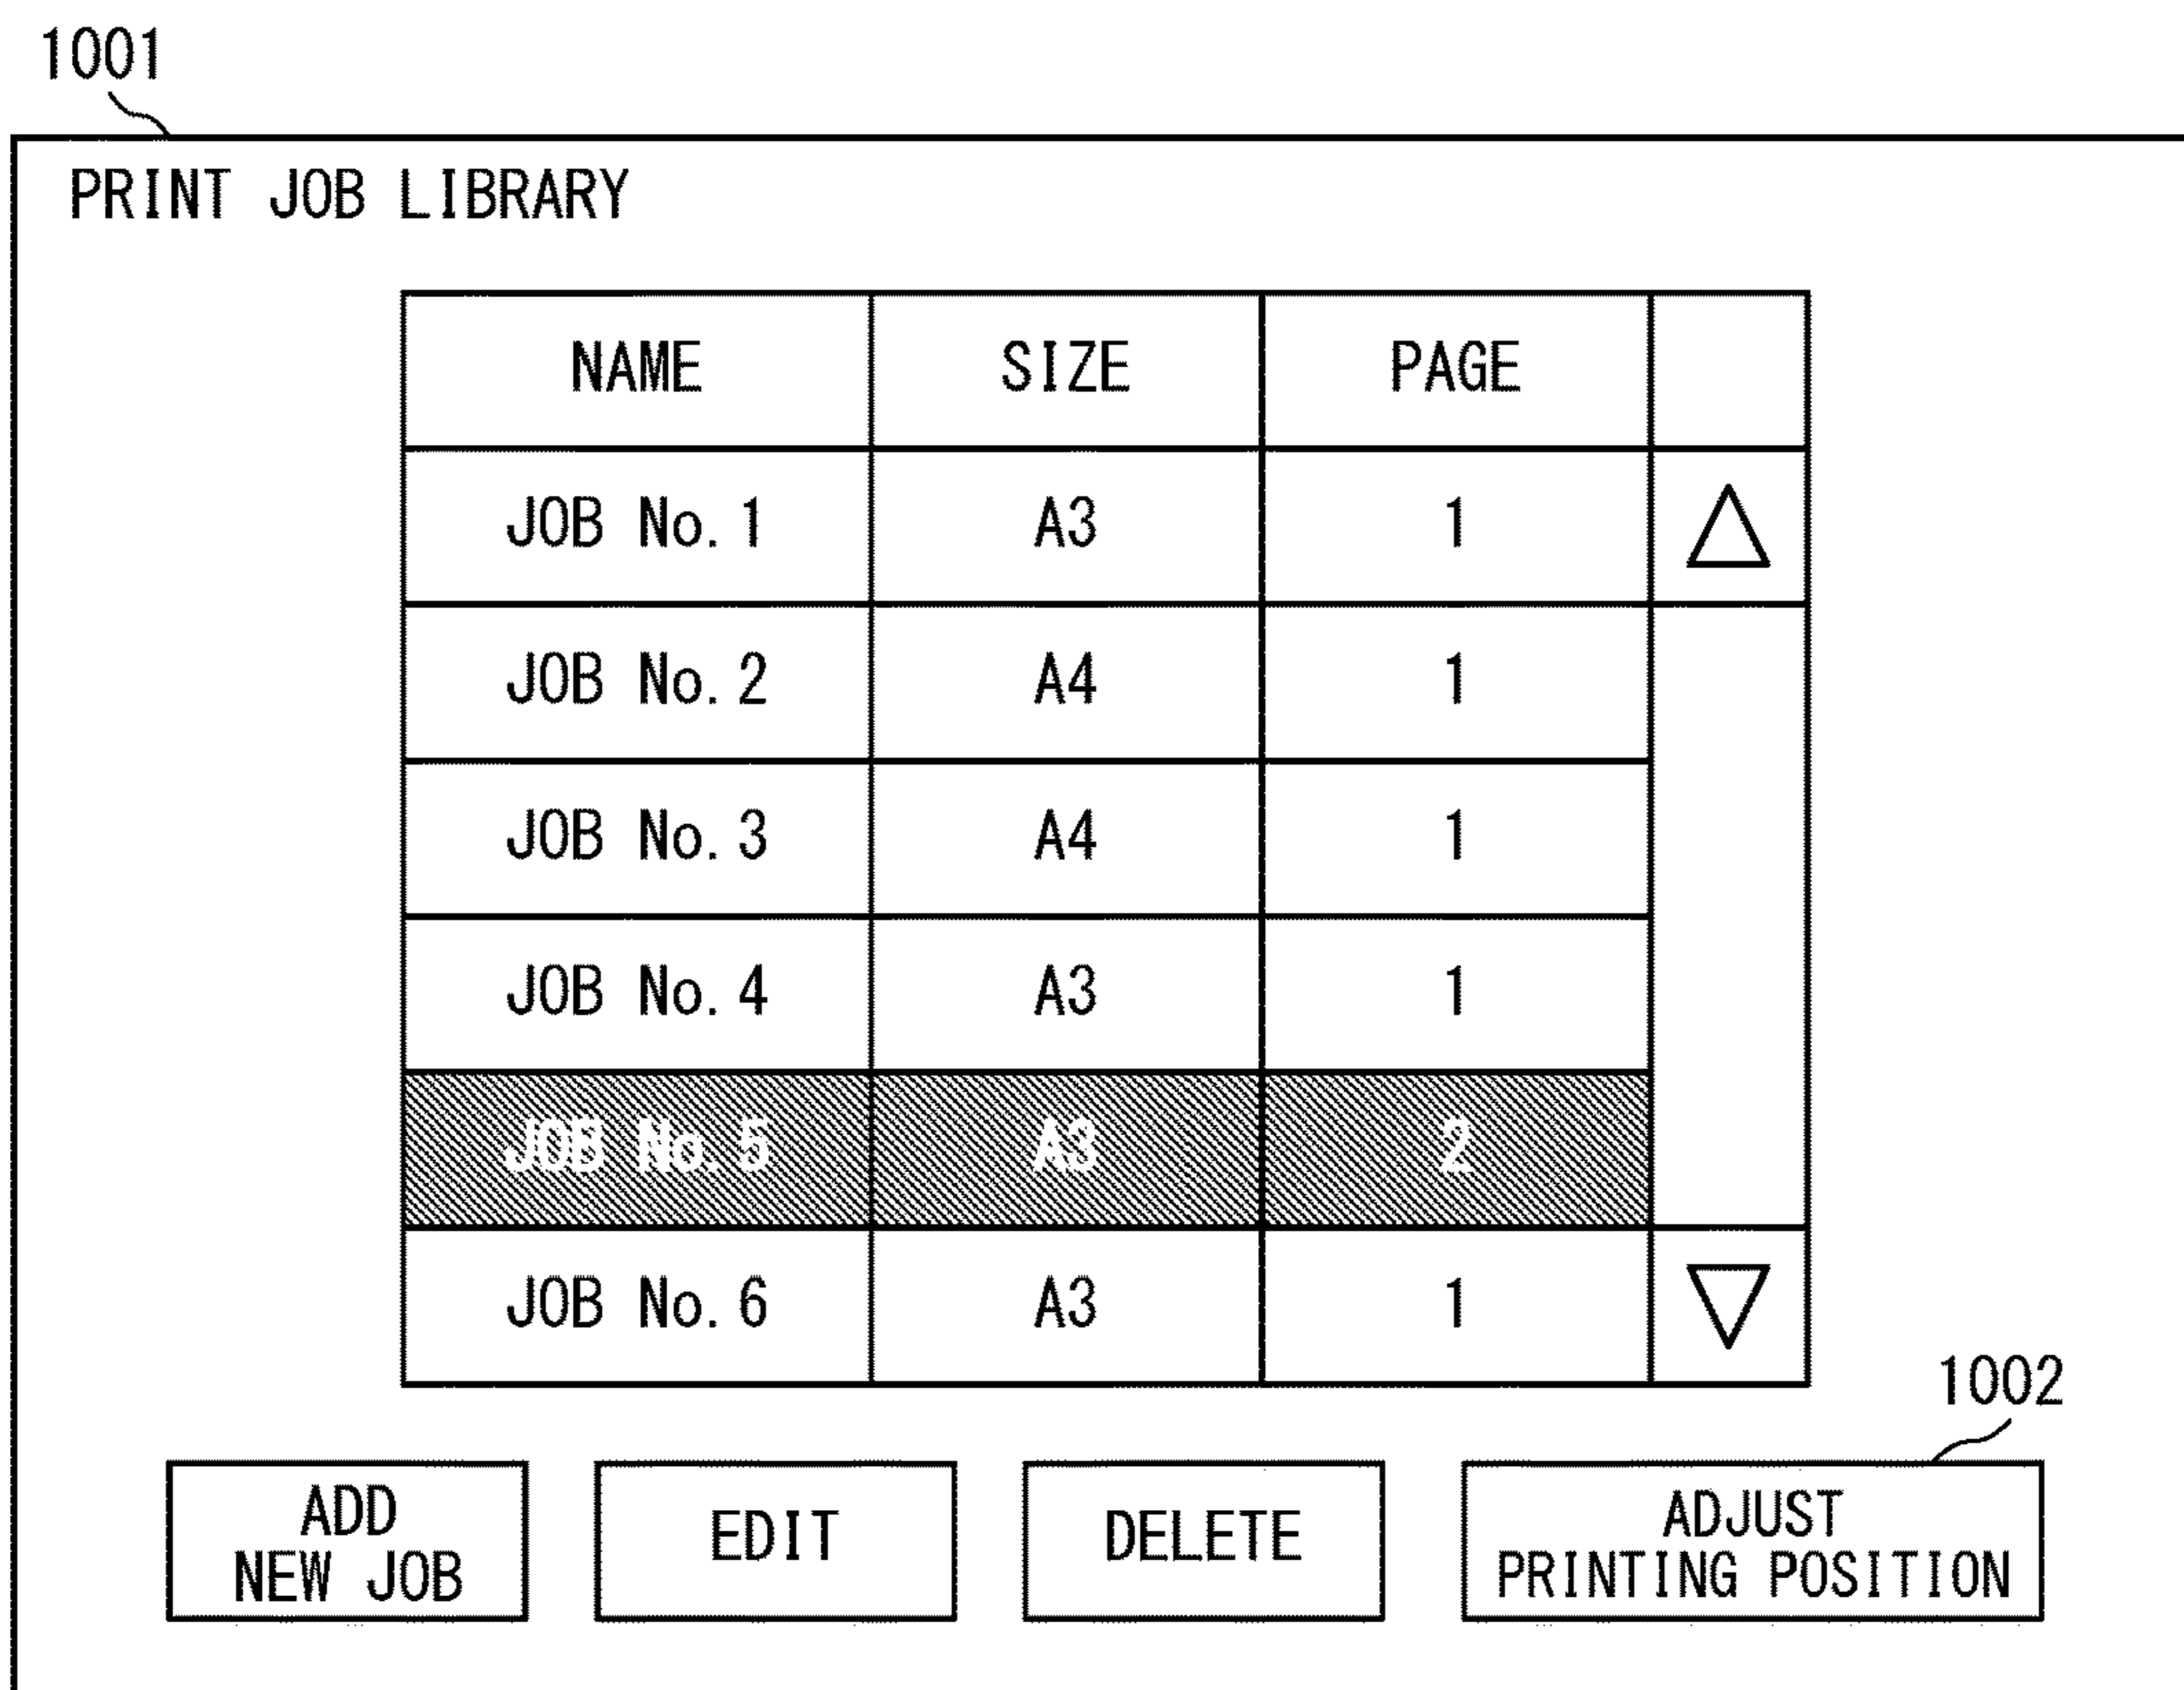 1001
PRINT JOB LIBRARY
NAME SIZE PAGE
JOB No. 1 A3 1
JOB No. 2 A4 1
JOB No. 3 A4 1
JOB No. 4 A3 1
JOB No. 5 A3 2
JOB No. 6 A3 1
1002
ADD
NEW JOB
EDIT
DELETE
ADJUST
PRINTING POSITION